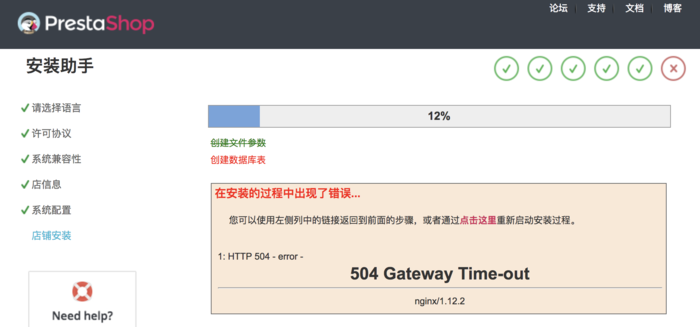 论坛 支持 文档 博客
PrestaShop
安装助手
请选择语言
许可协议
系统兼容性
店信息
系统配置
店铺安装
Need help?
12%
创建文件参数
创建数据库表
在安装的过程中出现了错误...
您可以使用左侧列中的链接返回到前面的步骤，或者通过点击这里重新启动安装过程。
1: HTTP 504 - error -
504 Gateway Time-out
nginx/1.12.2